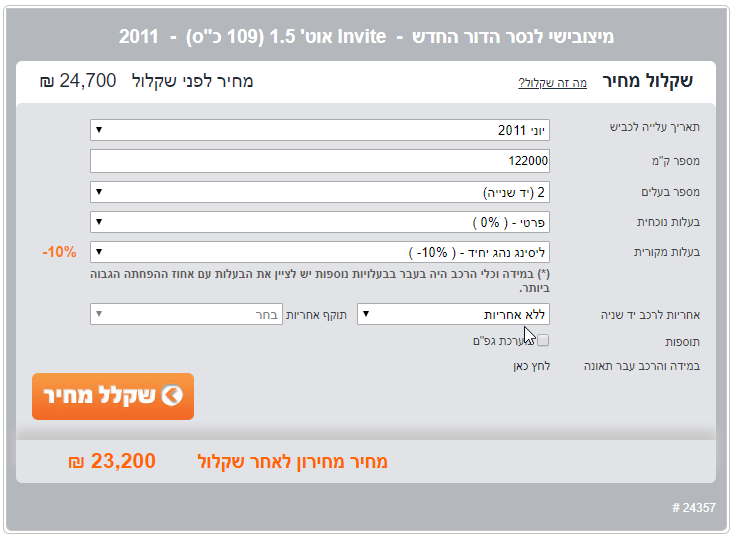 מיצובישי לנסר הדור החדש - Invite אוט' 1.5 (109 כ"ס) - 2011
שקלול מחיר מה זה שקלול? מחיר לפני שקלול 24,700 ₪
תאריך עלייה לכביש יוני 2011
מספר ק"מ 122000
מספר בעלים 2 (יד שנייה)
בעלות נוכחית פרטי - ( 0% )
בעלות מקורית ליסינג נהג יחיד - ( 10%- ) -10%
(*) במידה וכלי הרכב היה בעבר בבעלויות נוספות יש לציין את הבעלות עם אחוז ההפחתה הגבוה
ביותר.
אחריות לרכב יד שניה ללא אחריות תוקף אחריות בחר
תוספות מערכת גפ"ם
במידה והרכב עבר תאונה לחץ כאן
שקלל מחיר
מחיר מחירון לאחר שקלול 23,200 ₪
# 24357